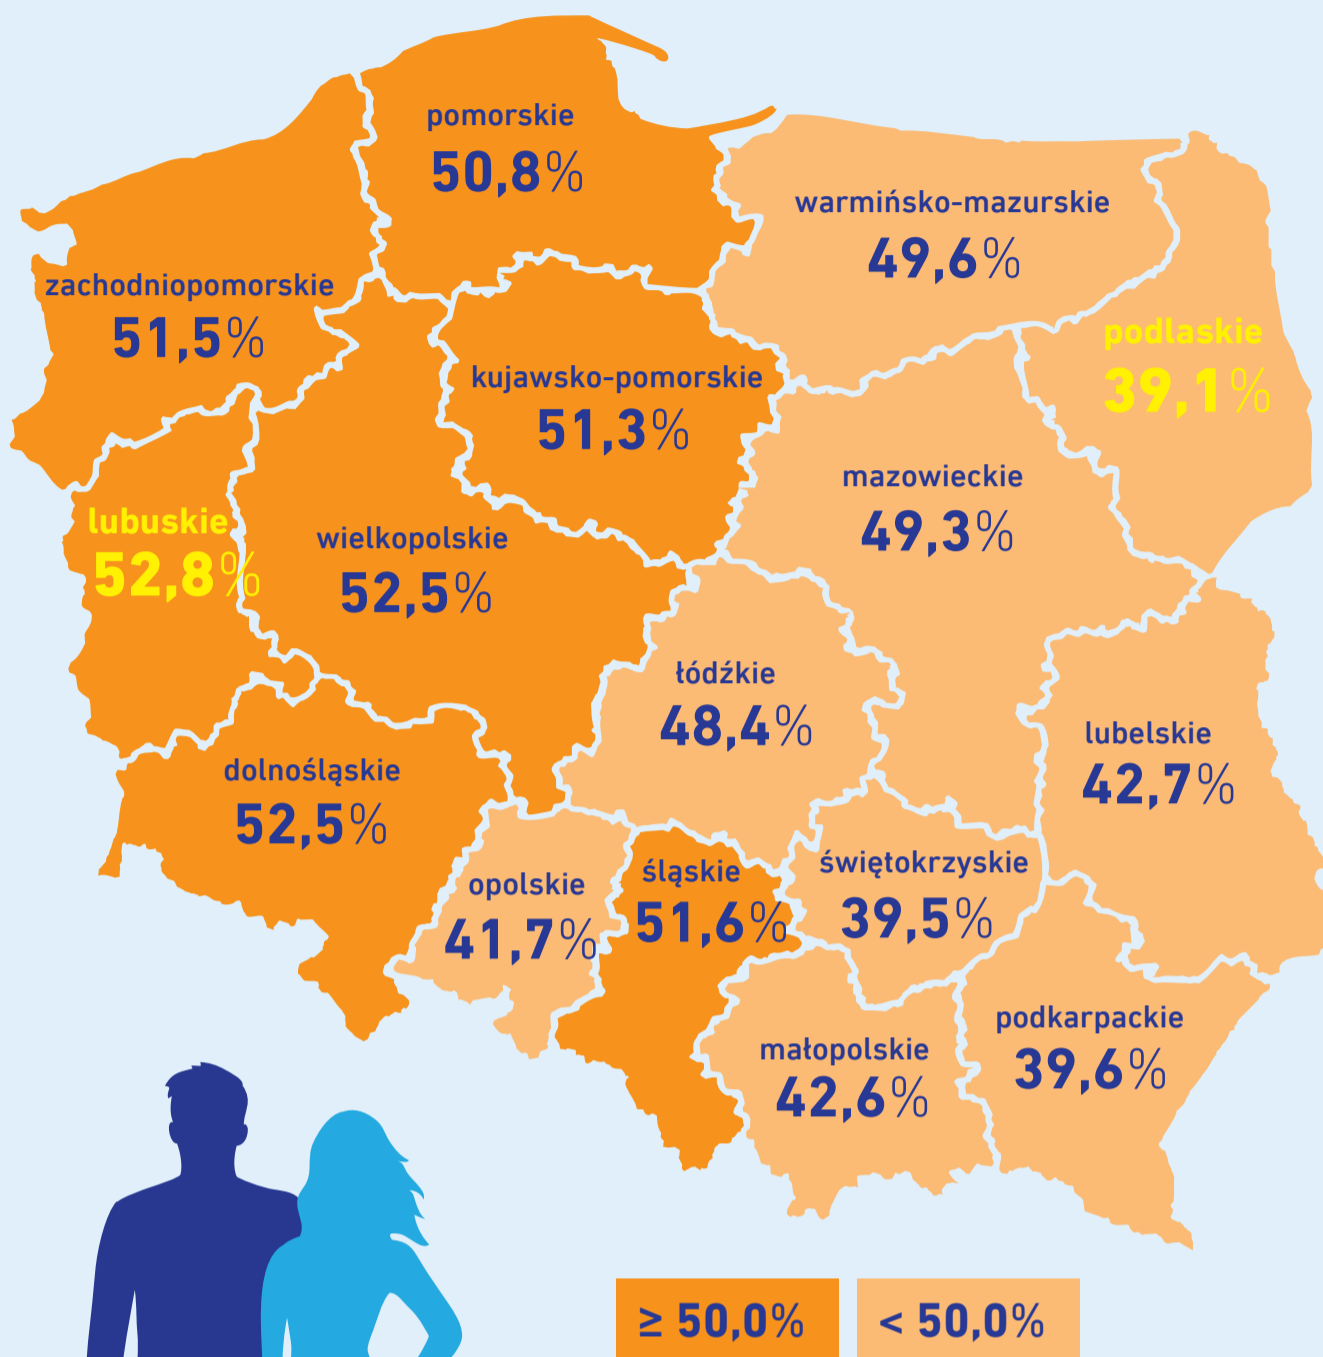 pomorskie
50,8%
warmińsko-mazurskie
49,6%
zachodniopomorskie
51,5%
podlaskie
39,1%
kujawsko-pomorskie
51,3%
mazowieckie
49,3%
lubuskie
52,8%
wielkopolskie
52,5%
łódźkie
48,4%
lubelskie
42,7%
dolnośląskie
52,5%
opolskie
41,7%
śląskie
51,6%
świętokrzyskie
39,5%
małopolskie
42,6%
podkarpackie
39,6%
≥ 50,0%
< 50,0%